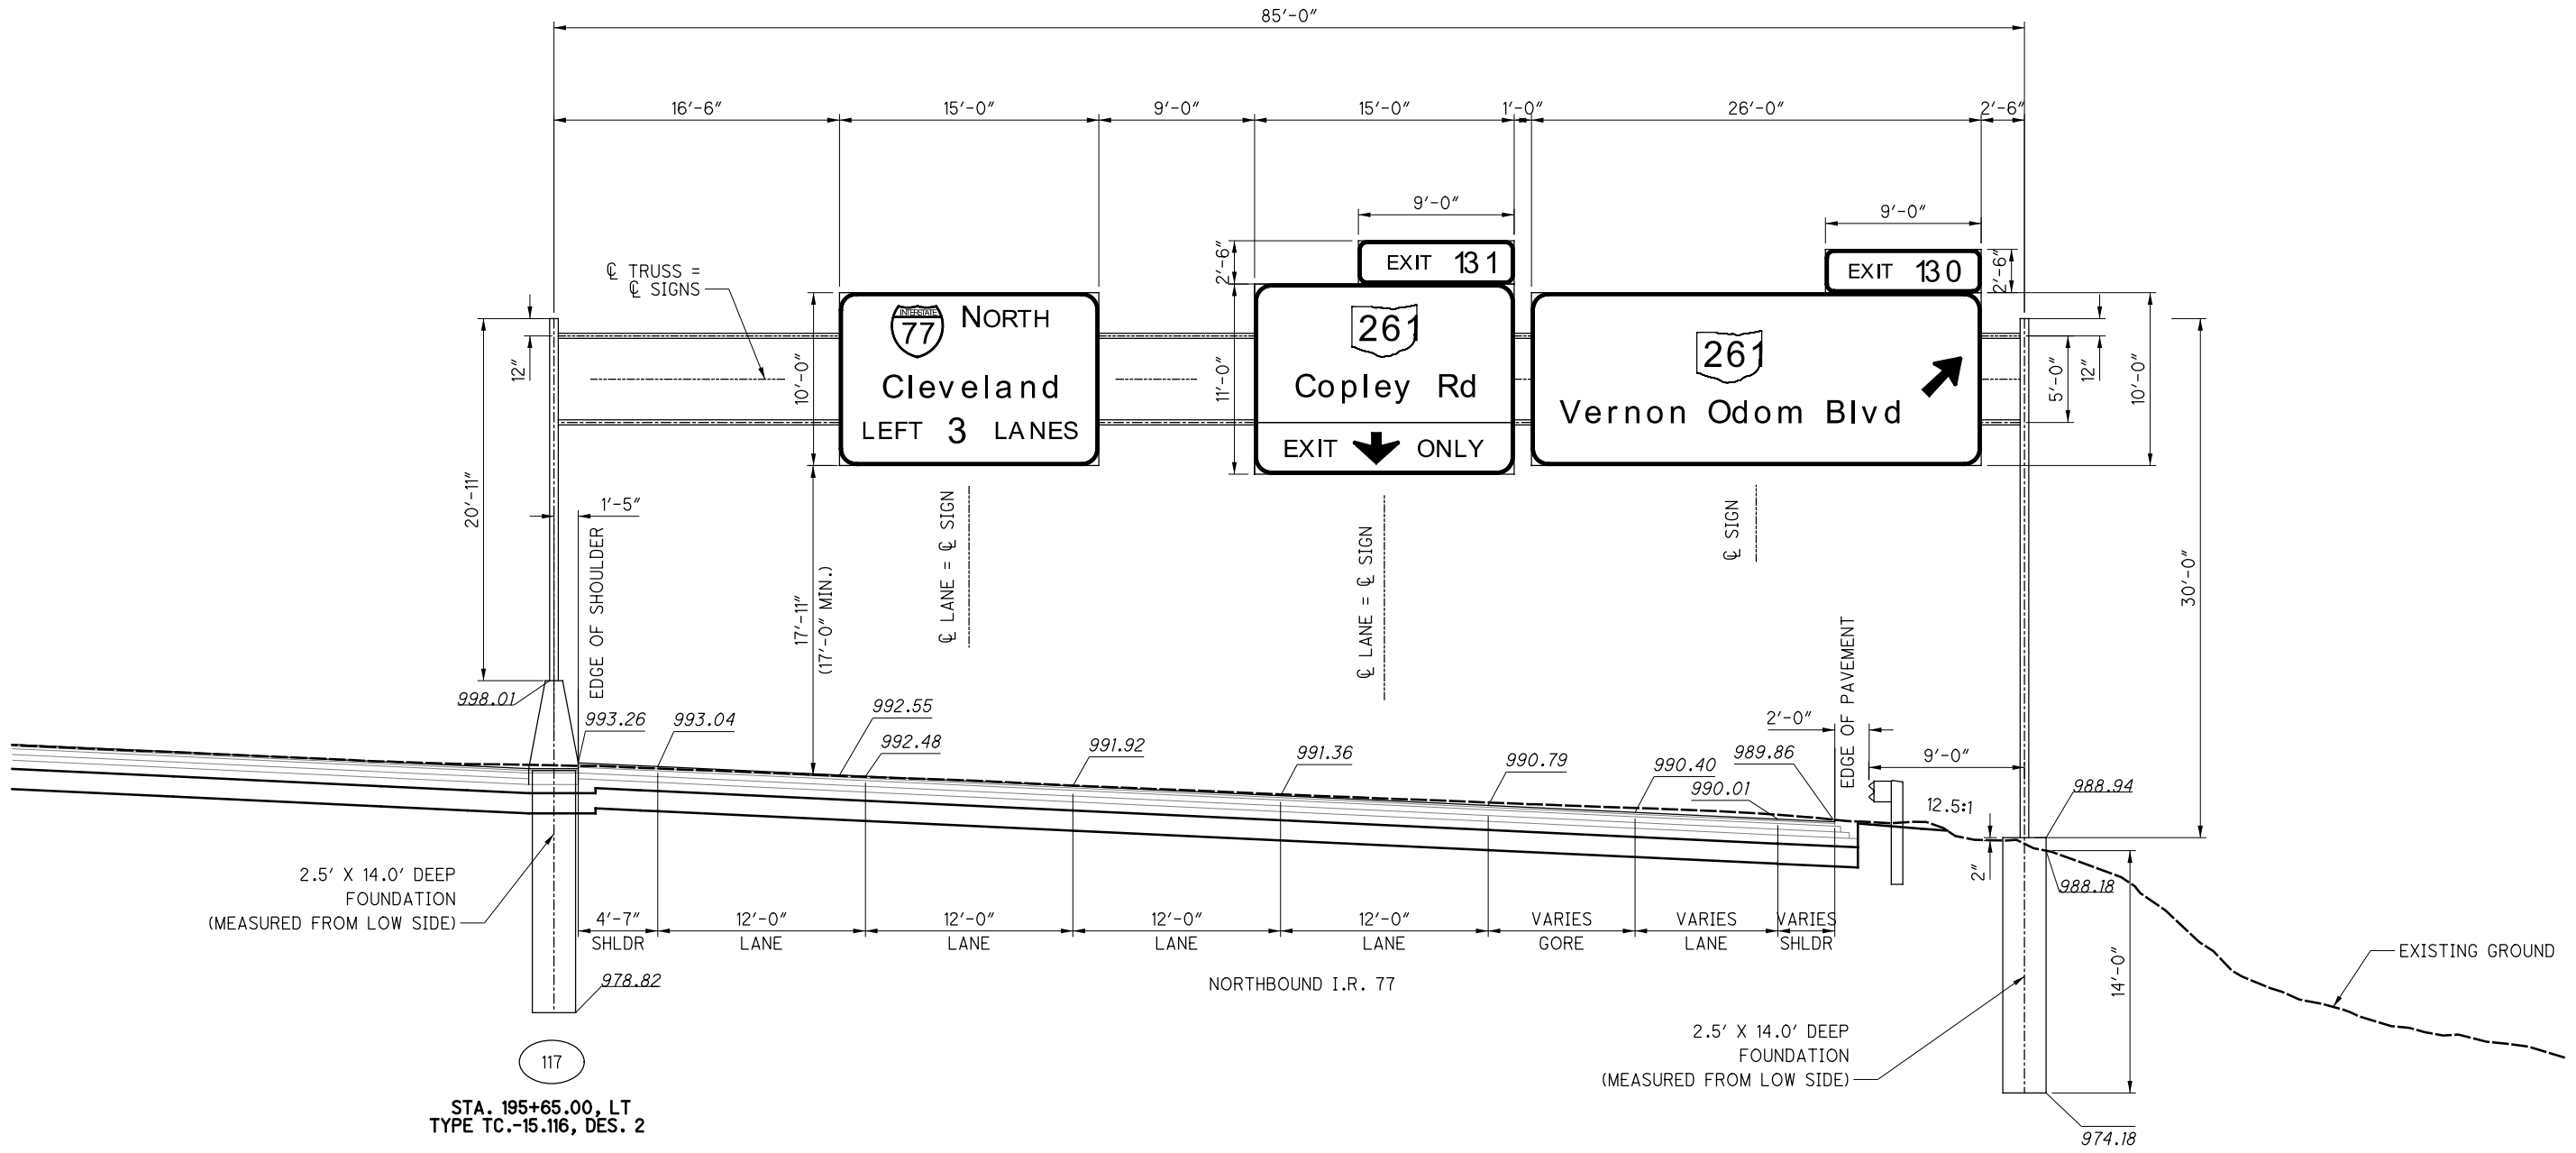 85'-0"
16'-6"
15'-0"
9'-0"
15'-0"
1'-0"
26'-0"
2'-6"
9'-0"
9'-0"
2'-6"
EXIT 131
EXIT 130
2'-6"
℄ TRUSS =
℄ SIGNS
INTERSTATE
77
NORTH
Cleveland
LEFT 3 LANES
261
Copley Rd
EXIT ONLY
261
Vernon Odom Blvd
12"
10'-0"
11'-0"
5'-0"
12"
10'-0"
20'-11"
1'-5"
EDGE OF SHOULDER
℄ LANE = ℄ SIGN
℄ LANE = ℄ SIGN
℄ SIGN
17'-11"
(17'-0" MIN.)
EDGE OF PAVEMENT
30'-0"
998.01
993.26
993.04
992.55
992.48
991.92
991.36
990.79
990.40
990.01
989.86
2'-0"
9'-0"
12.5:1
988.94
988.18
2"
2.5' X 14.0' DEEP
FOUNDATION
(MEASURED FROM LOW SIDE)
4'-7"
SHLDR
12'-0"
LANE
12'-0"
LANE
12'-0"
LANE
12'-0"
LANE
VARIES
GORE
VARIES
LANE
VARIES
SHLDR
EXISTING GROUND
14'-0"
978.82
NORTHBOUND I.R. 77
2.5' X 14.0' DEEP
FOUNDATION
(MEASURED FROM LOW SIDE)
974.18
117
STA. 195+65.00, LT
TYPE TC.-15.116, DES. 2